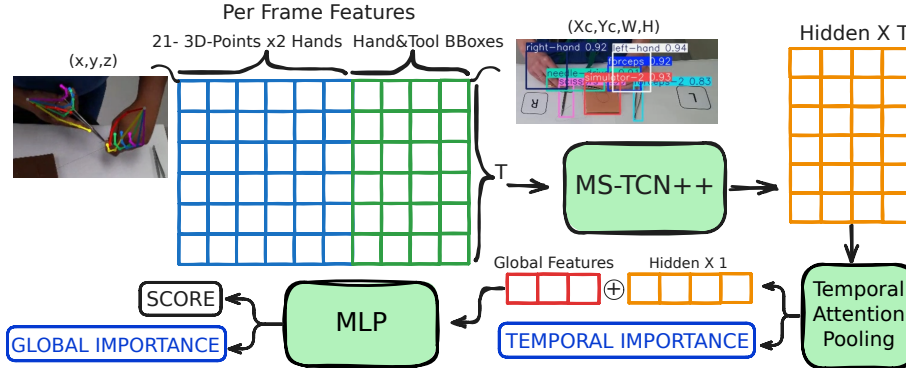 Per Frame Features
21- 3D-Points x2 Hands
Hand&Tool BBoxes
(x,y,z)
(Xc,Yc,W,H)
right-hand 0.92
left-hand 0.94
forceps 0.92
simulator-2 0.93
R
L
Hidden X T
T
MS-TCN++
Temporal
Attention
Pooling
Global Features
Hidden X 1
+
TEMPORAL IMPORTANCE
MLP
SCORE
GLOBAL IMPORTANCE